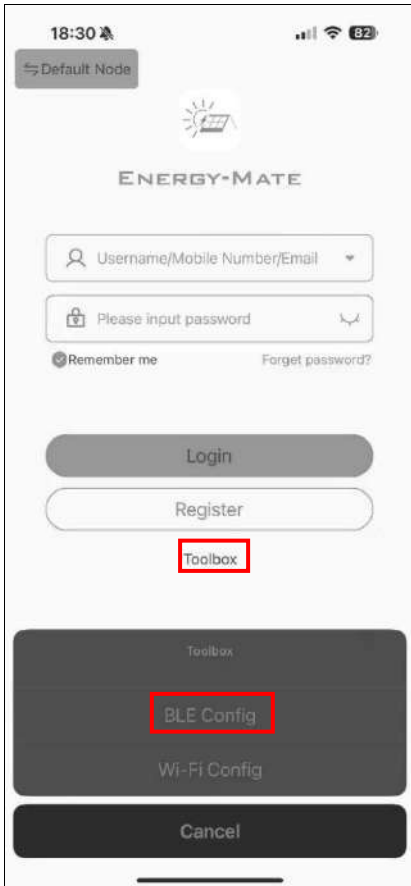 18:30 82
Default Node
ENERGY-MATE
Username/Mobile Number/Email
Please input password
Remember me Forget password?
Login
Register
Toolbox
Toolbox
BLE Config
Wi-Fi Config
Cancel